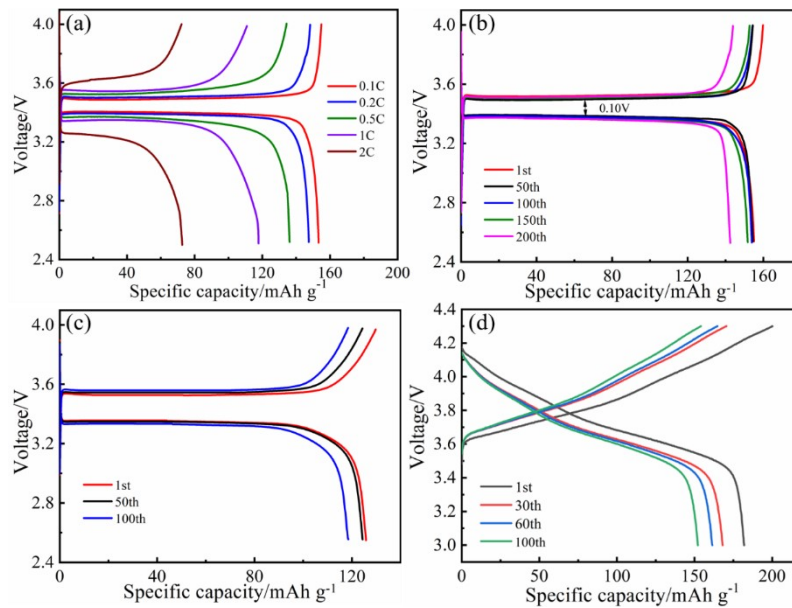 (a)
4.0
3.6
3.2
2.8
2.4
Voltage/V
0.1C
0.2C
0.5C
1C
2C
0 40 80 120 160 200
Specific capacity/mAh g-1
(b)
4.0
3.6
3.2
2.8
2.4
Voltage/V
0.10V
1st
50th
100th
150th
200th
0 40 80 120 160
Specific capacity/mAh g-1
(c)
4.0
3.6
3.2
2.8
2.4
Voltage/V
1st
50th
100th
0 40 80 120
Specific capacity/mAh g-1
(d)
4.4
4.2
4.0
3.8
3.6
3.4
3.2
3.0
Voltage/V
1st
30th
60th
100th
0 50 100 150 200
Specific capacity/mAh g-1